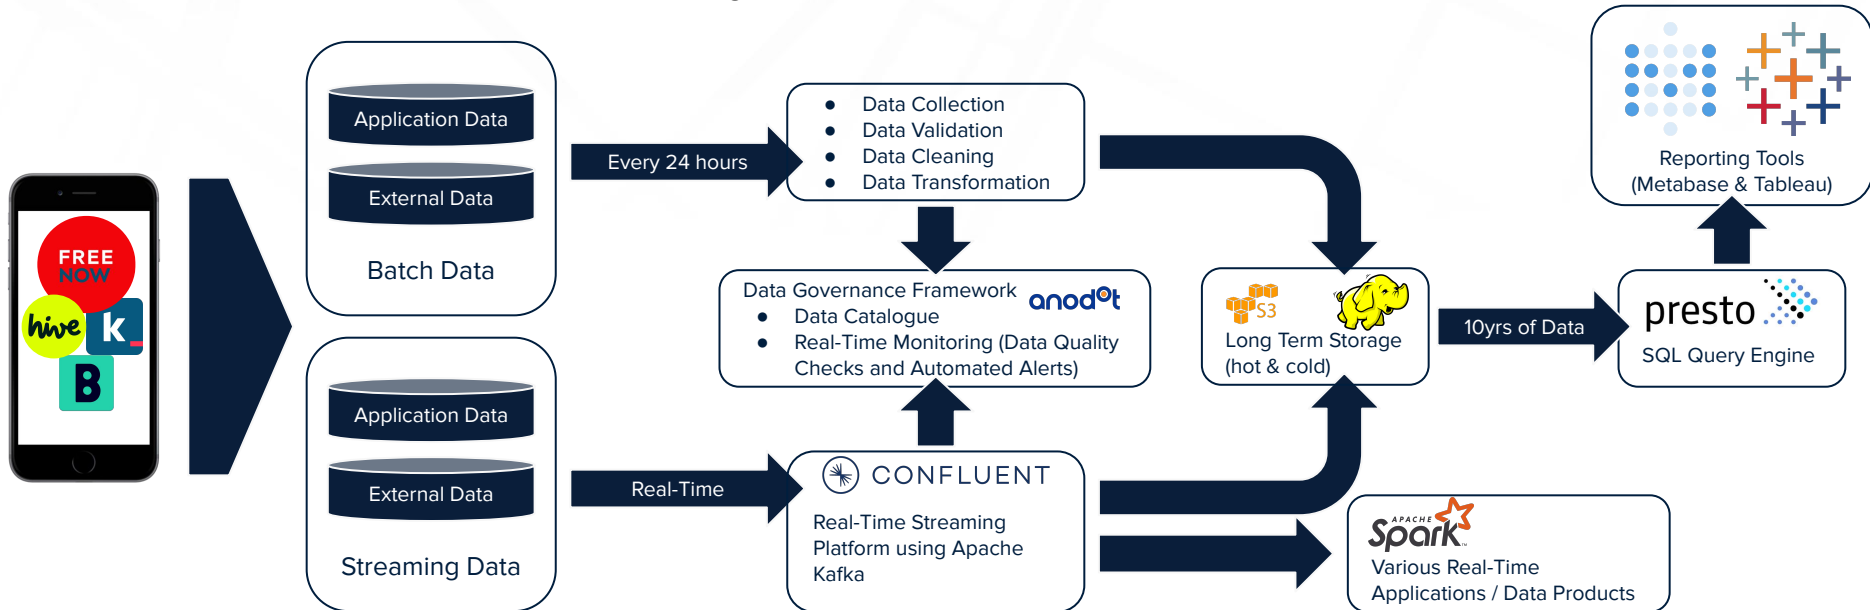 FREE
NOW
hive
k
B
Application Data
External Data
Batch Data
Application Data
External Data
Streaming Data
Every 24 hours
Real-Time
● Data Collection
● Data Validation
● Data Cleaning
● Data Transformation
Data Governance Framework
anodot
● Data Catalogue
● Real-Time Monitoring (Data Quality
Checks and Automated Alerts)
CONFLUENT
Real-Time Streaming
Platform using Apache
Kafka
S3
Long Term Storage
(hot & cold)
APACHE
Spark
Various Real-Time
Applications / Data Products
10yrs of Data
presto
SQL Query Engine
Reporting Tools
(Metabase & Tableau)